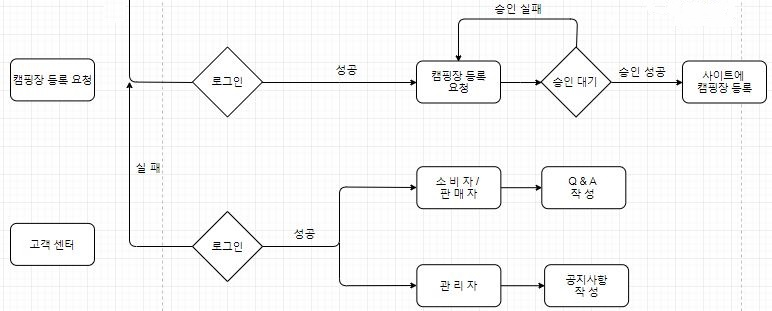 승인 실패
캠핑장 등록 요청
로그인
성공
캠핑장 등록
요청
승인 대기
승인 성공
사이트에
캠핑장 등록
실 패
소 비 자 /
판 매 자
Q & A
작 성
고객 센터
로그인
성공
관 리 자
공지사항
작 성